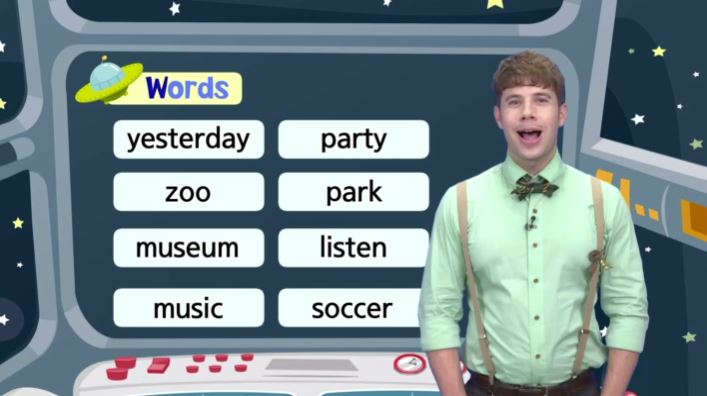 Words
yesterday party
zoo park
museum listen
music soccer